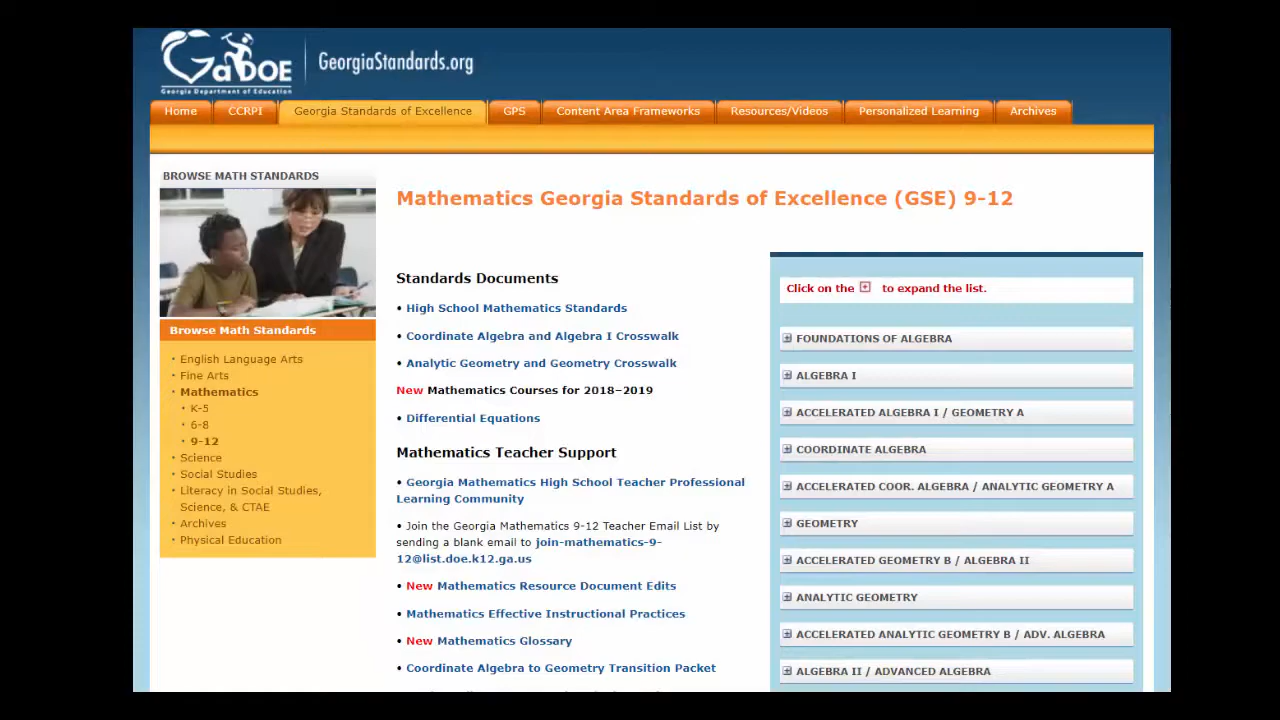 GaDOE
Georgia Department of Education
GeorgiaStandards.org
Home
CCRPI
Georgia Standards of Excellence
GPS
Content Area Frameworks
Resources/Videos
Personalized Learning
Archives
BROWSE MATH STANDARDS
Browse Math Standards
• English Language Arts
• Fine Arts
• Mathematics
• K-5
• 6-8
• 9-12
• Science
• Social Studies
• Literacy in Social Studies,
Science, & CTAE
• Archives
• Physical Education
Mathematics Georgia Standards of Excellence (GSE) 9-12
Standards Documents
• High School Mathematics Standards
• Coordinate Algebra and Algebra I Crosswalk
• Analytic Geometry and Geometry Crosswalk
New Mathematics Courses for 2018–2019
• Differential Equations
Mathematics Teacher Support
• Georgia Mathematics High School Teacher Professional
Learning Community
• Join the Georgia Mathematics 9-12 Teacher Email List by
sending a blank email to join-mathematics-9-
12@list.doe.k12.ga.us
• New Mathematics Resource Document Edits
• Mathematics Effective Instructional Practices
• New Mathematics Glossary
• Coordinate Algebra to Geometry Transition Packet
Click on the to expand the list.
FOUNDATIONS OF ALGEBRA
ALGEBRA I
ACCELERATED ALGEBRA I / GEOMETRY A
COORDINATE ALGEBRA
ACCELERATED COOR. ALGEBRA / ANALYTIC GEOMETRY A
GEOMETRY
ACCELERATED GEOMETRY B / ALGEBRA II
ANALYTIC GEOMETRY
ACCELERATED ANALYTIC GEOMETRY B / ADV. ALGEBRA
ALGEBRA II / ADVANCED ALGEBRA